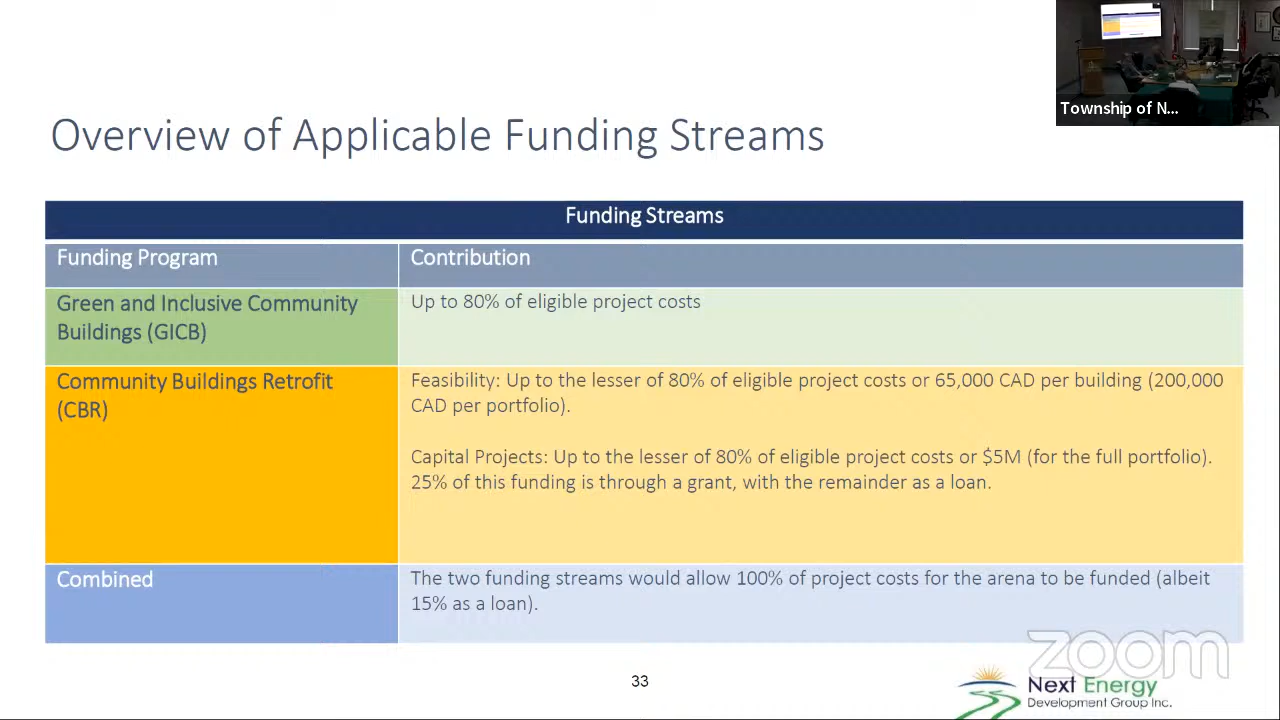 Township of N...
Overview of Applicable Funding Streams
Funding Streams
Funding Program
Contribution
Green and Inclusive Community
Buildings (GICB)
Up to 80% of eligible project costs
Community Buildings Retrofit
(CBR)
Feasibility: Up to the lesser of 80% of eligible project costs or 65,000 CAD per building (200,000
CAD per portfolio).
Capital Projects: Up to the lesser of 80% of eligible project costs or $5M (for the full portfolio).
25% of this funding is through a grant, with the remainder as a loan.
Combined
The two funding streams would allow 100% of project costs for the arena to be funded (albeit
15% as a loan).
zoom
33
Next Energy
Development Group Inc.